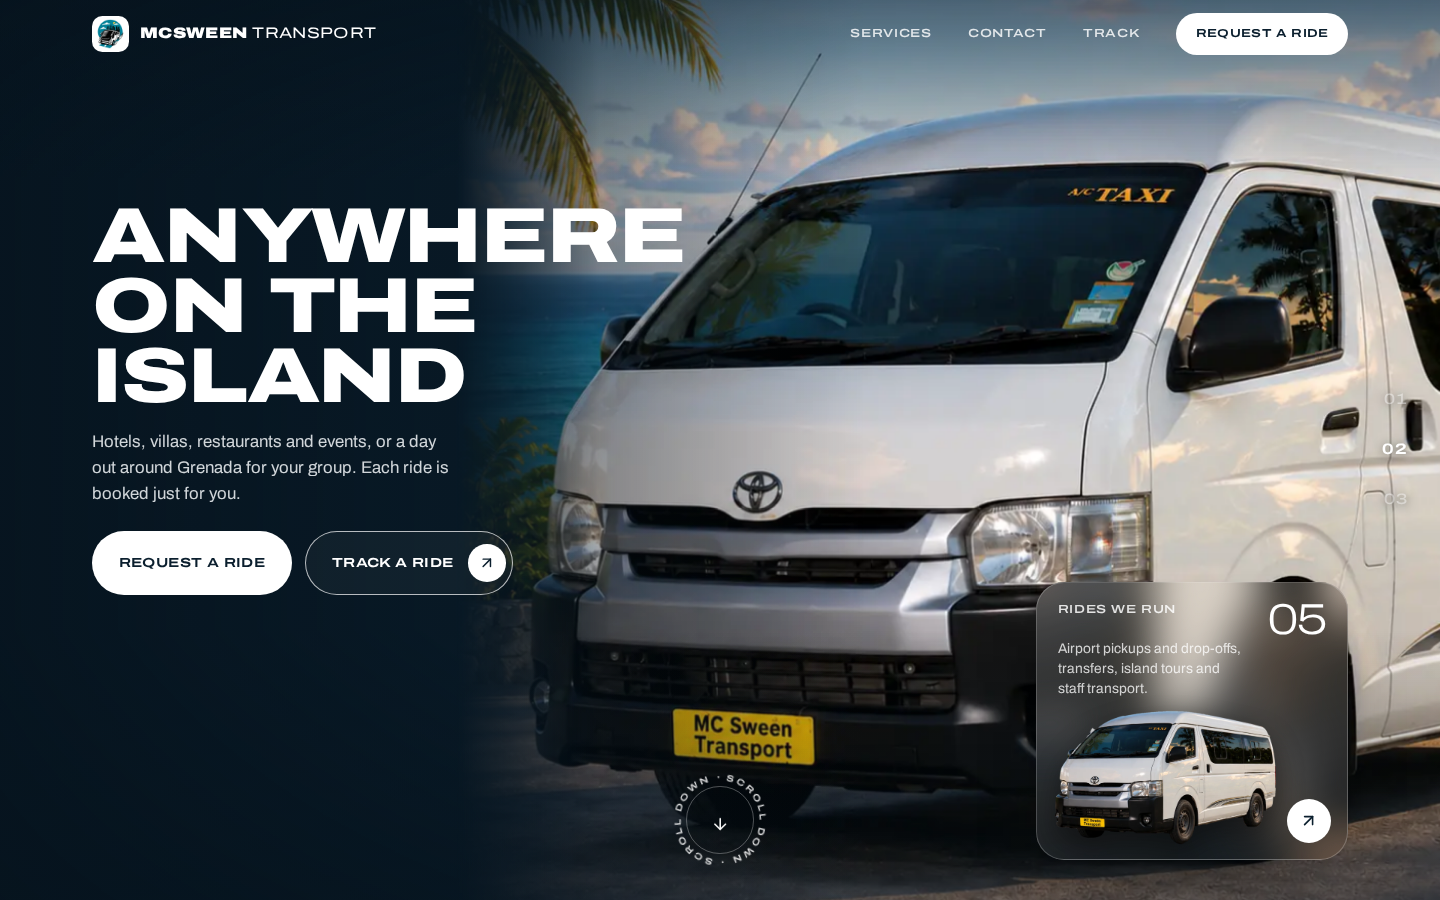 MCSWEEN TRANSPORT
SERVICES
CONTACT
TRACK
REQUEST A RIDE
A/C TAXI
ANYWHERE
ON THE
ISLAND
Hotels, villas, restaurants and events, or a day
out around Grenada for your group. Each ride is
booked just for you.
REQUEST A RIDE
TRACK A RIDE
01
02
03
RIDES WE RUN
05
Airport pickups and drop-offs,
transfers, island tours and
staff transport.
MC Sween
Transport
TAXI
MC Sween
Transport
SCROLL DOWN · SCROLL DOWN ·